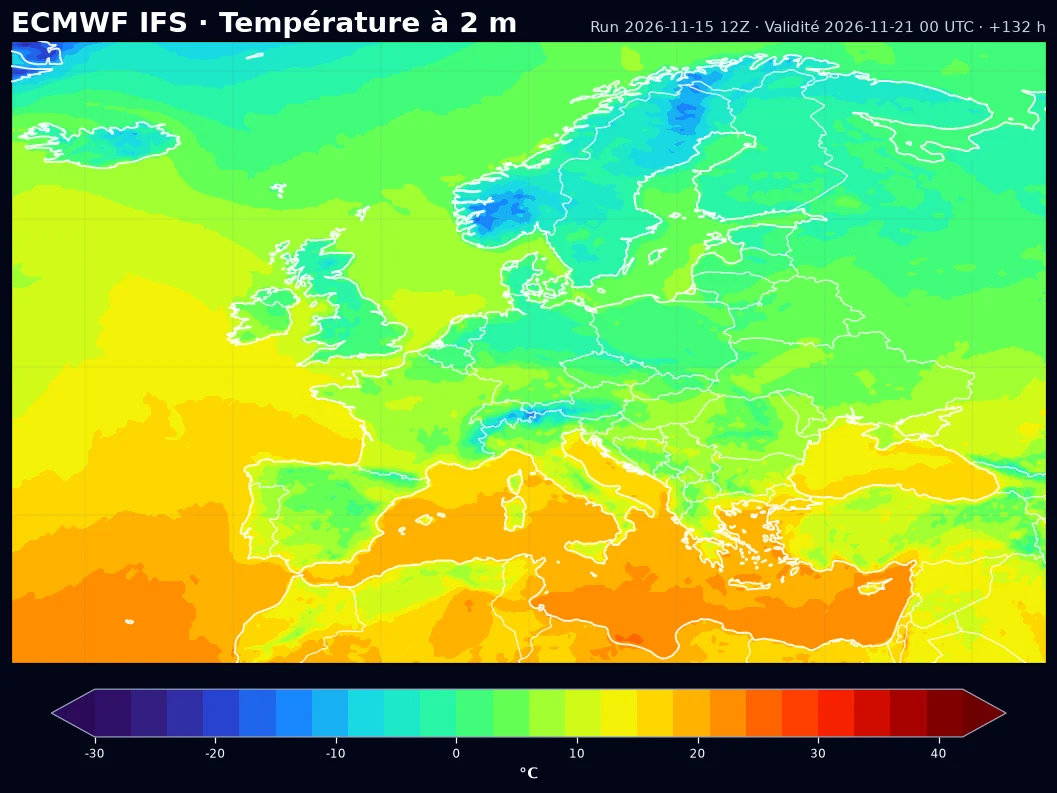 ECMWF IFS · Température à 2 m
Run 2026-11-15 12Z · Validité 2026-11-21 00 UTC · +132 h
-30 -20 -10 0 10 20 30 40
°C